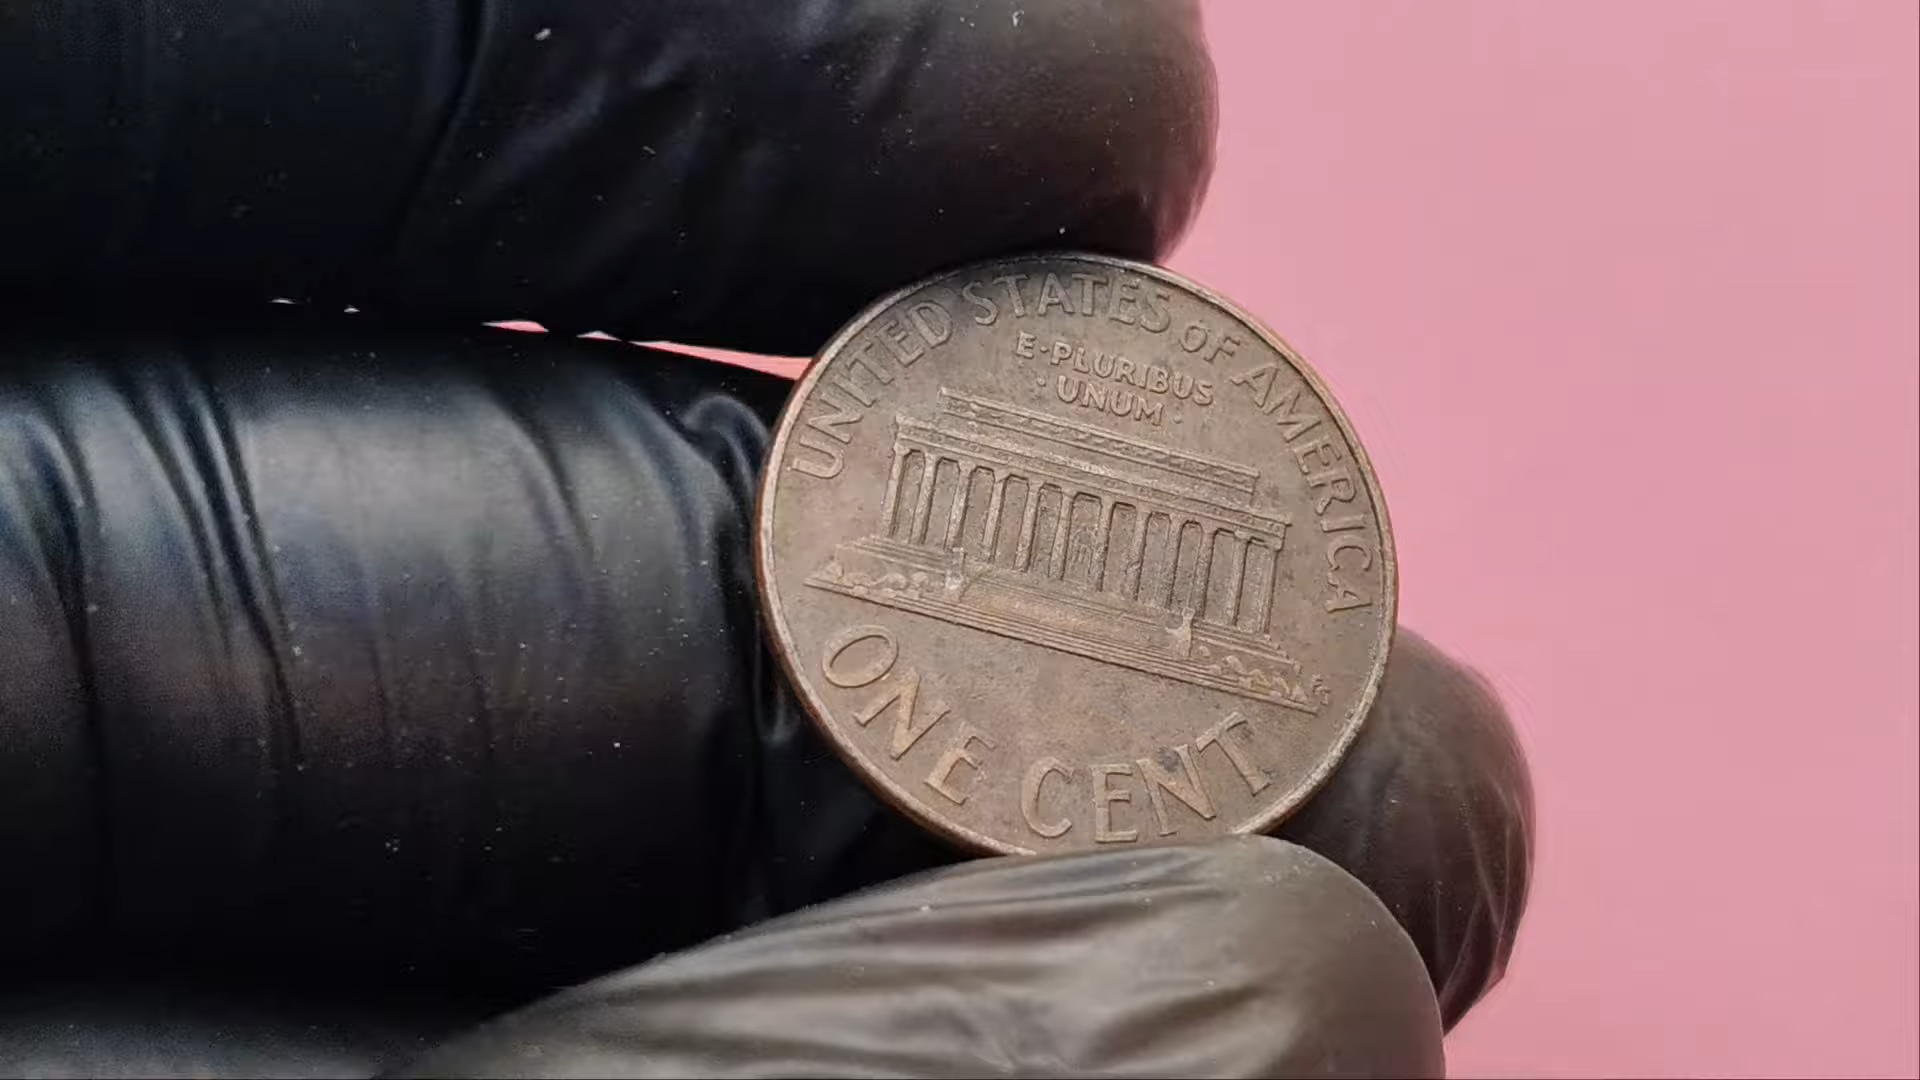 UNITED STATES OF AMERICA
E·PLURIBUS
·UNUM·
ONE CENT